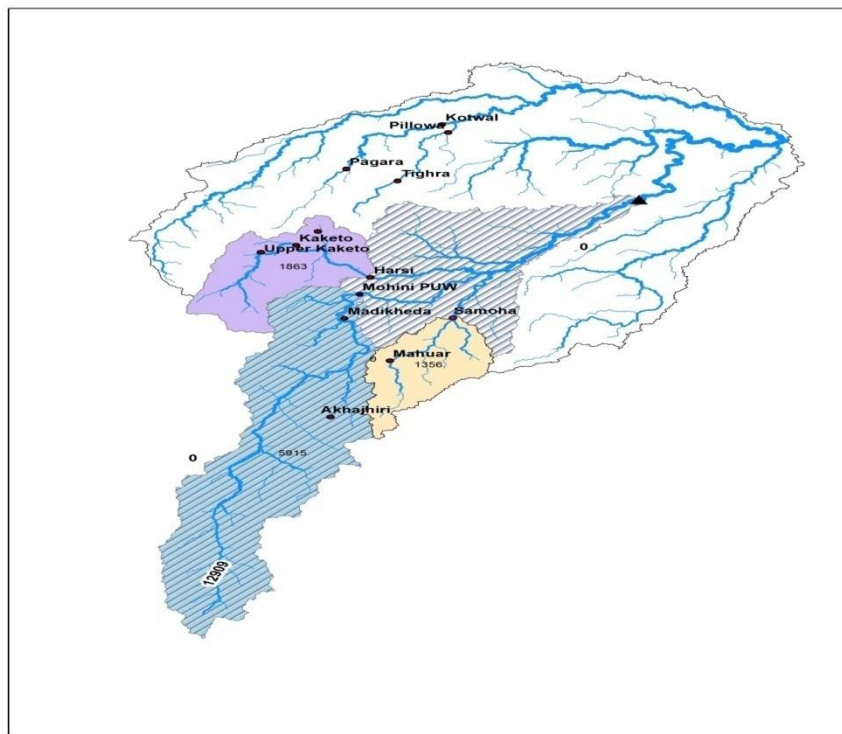 Kotwal
Pillowa
Pagara
Tighra
Kaketo
Upper Kaketo
0
1863
Harsi
Mohini PUW
Madikheda
Samoha
0
Mahuar
1356
Akhajhiri
5915
0
12909